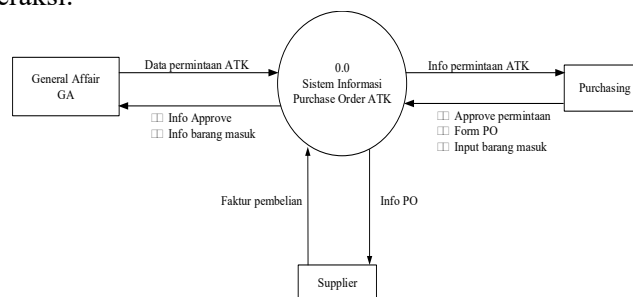 eraksi.
Data permintaan ATK
General Affair
GA
Info Approve
Info barang masuk
0.0
Sistem Informasi
Purchase Order ATK
Info permintaan ATK
Purchasing
Approve permintaan
Form PO
Input barang masuk
Faktur pembelian
Info PO
Supplier